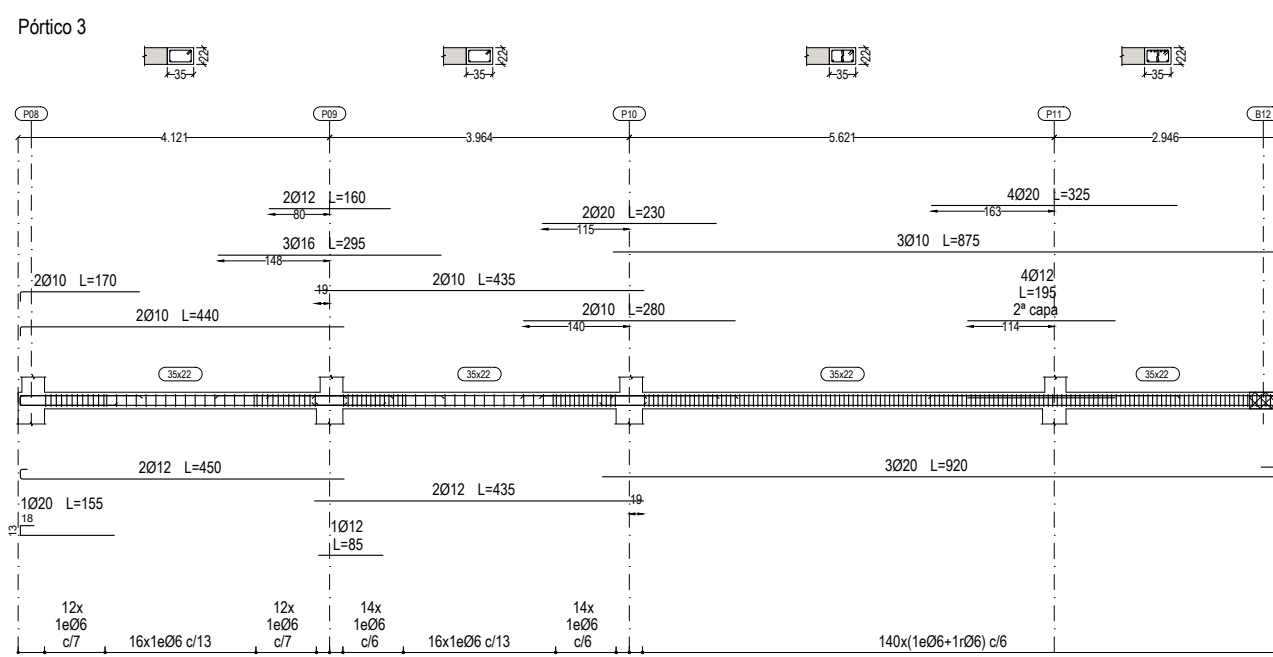 Pórtico 3
22
35
22
35
22
35
22
35
P08
P09
P10
P11
B12
4.121
3.964
5.621
2.946
2Ø12 L=160
80
4Ø20 L=325
163
2Ø20 L=230
115
3Ø10 L=875
3Ø16 L=295
148
2Ø10 L=170
19
2Ø10 L=435
4Ø12
L=195
2ª capa
114
2Ø10 L=440
2Ø10 L=280
140
35x22
35x22
35x22
35x22
2Ø12 L=450
3Ø20 L=920
2Ø12 L=435
19
1Ø20 L=155
18
13
1Ø12
L=85
12x
1eØ6
c/7
16x1eØ6 c/13
12x
1eØ6
c/7
14x
1eØ6
c/6
16x1eØ6 c/13
14x
1eØ6
c/6
140x(1eØ6+1rØ6) c/6